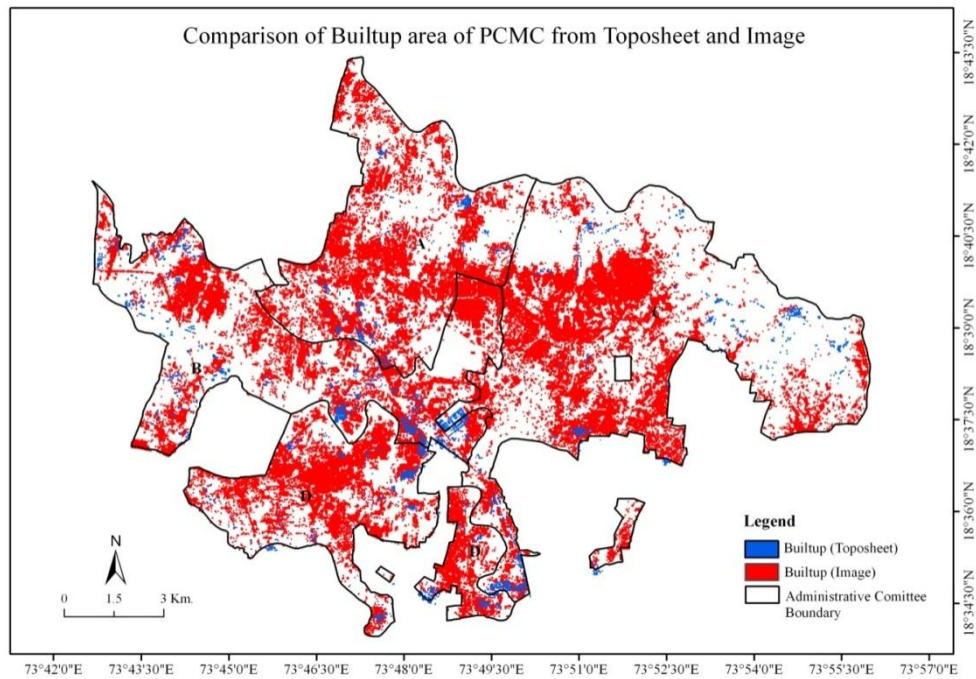 Comparison of Builtup area of PCMC from Toposheet and Image
A
B
C
D
D
N
0 1.5 3 Km.
Legend
Builtup (Toposheet)
Builtup (Image)
Administrative Comittee
Boundary
18°43'30"N
18°42'0"N
18°40'30"N
18°39'0"N
18°37'30"N
18°36'0"N
18°34'30"N
73°42'0"E 73°43'30"E 73°45'0"E 73°46'30"E 73°48'0"E 73°49'30"E 73°51'0"E 73°52'30"E 73°54'0"E 73°55'30"E 73°57'0"E